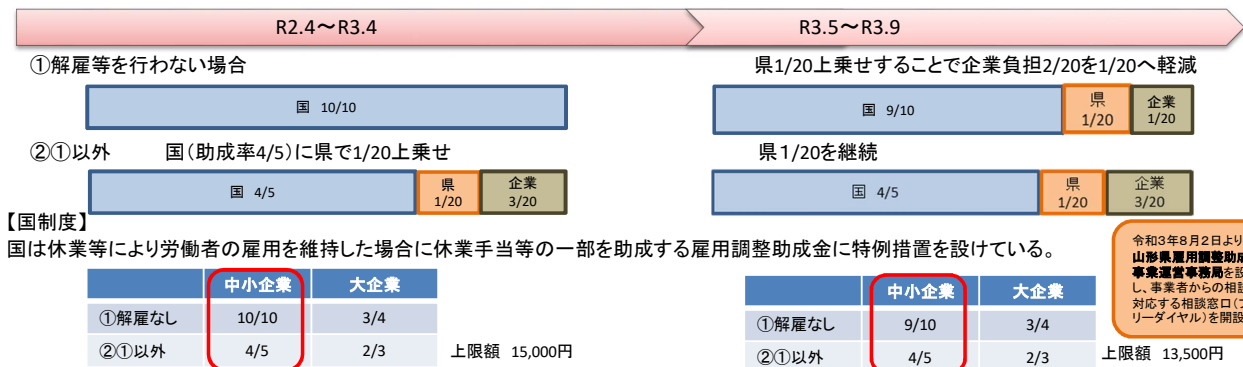 R2.4～R3.4
R3.5～R3.9
①解雇等を行わない場合
県1/20上乗せすることで企業負担2/20を1/20へ軽減
国 10/10
国 9/10
県
1/20
企業
1/20
②①以外 国(助成率4/5)に県で1/20上乗せ
県１/20を継続
国 4/5
県
1/20
企業
3/20
国 4/5
県
1/20
企業
3/20
【国制度】
国は休業等により労働者の雇用を維持した場合に休業手当等の一部を助成する雇用調整助成金に特例措置を設けている。
令和3年8月2日より
山形県雇用調整助成
事業運営事務局を設
し、事業者からの相談
対応する相談窓口(フ
リーダイヤル)を開設
中小企業 大企業
①解雇なし 10/10 3/4
②①以外 4/5 2/3
上限額 15,000円
中小企業 大企業
①解雇なし 9/10 3/4
②①以外 4/5 2/3
上限額 13,500円